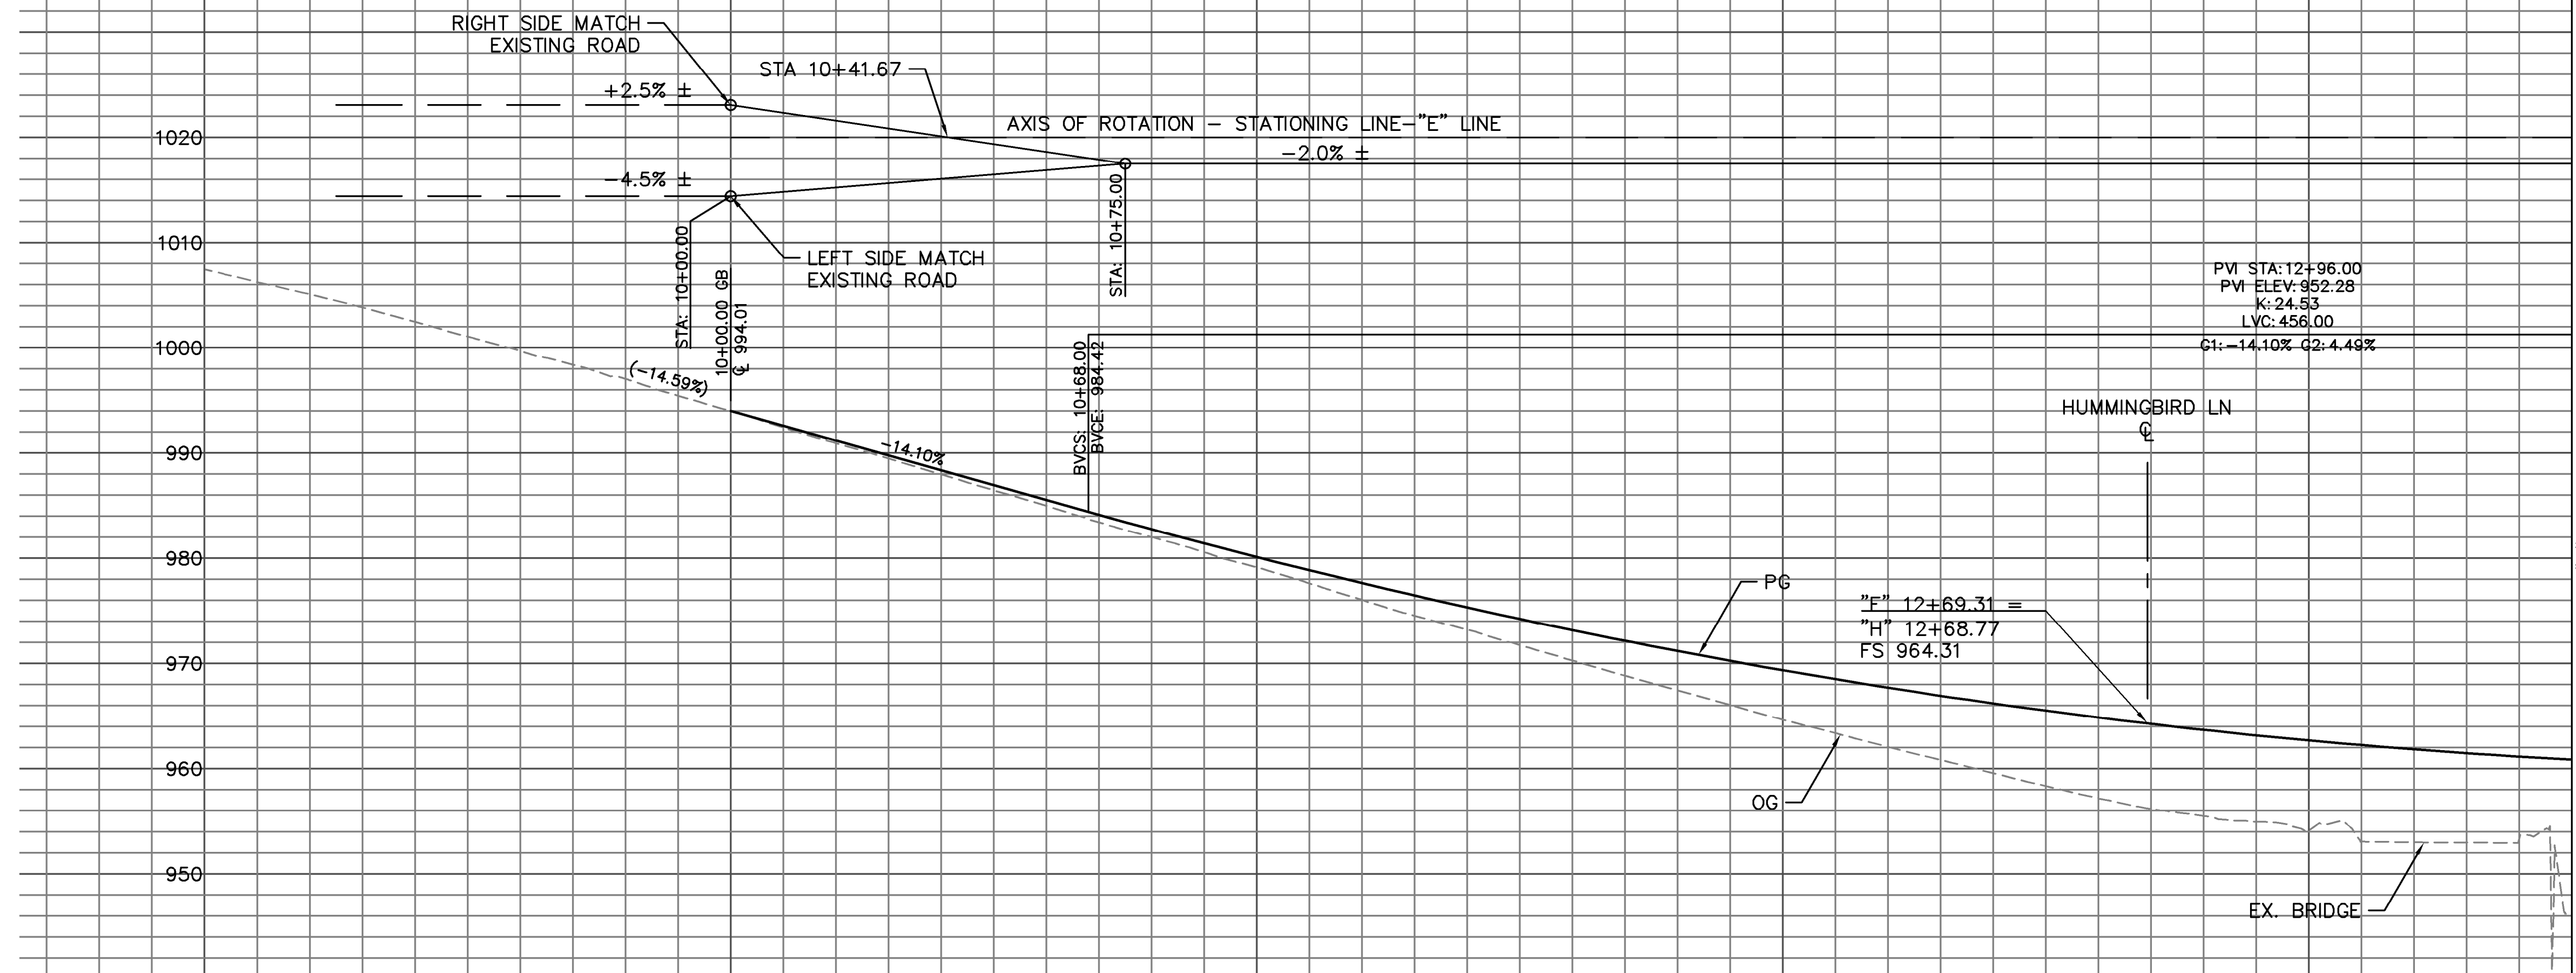 RIGHT SIDE MATCH
EXISTING ROAD
STA 10+41.67
+2.5% ±
AXIS OF ROTATION – STATIONING LINE–"E" LINE
-2.0% ±
-4.5% ±
STA: 10+00.00
10+00.00 GB
℄ 994.01
LEFT SIDE MATCH
EXISTING ROAD
STA: 10+75.00
1020
1010
1000
990
980
970
960
950
(-14.59%)
-14.10%
BVCS: 10+68.00
BVCE: 984.42
PVI STA: 12+96.00
PVI ELEV: 952.28
K: 24.53
LVC: 456.00
G1: -14.10% G2: 4.49%
HUMMINGBIRD LN
℄
PG
"F" 12+69.31 =
"H" 12+68.77
FS 964.31
OG
EX. BRIDGE